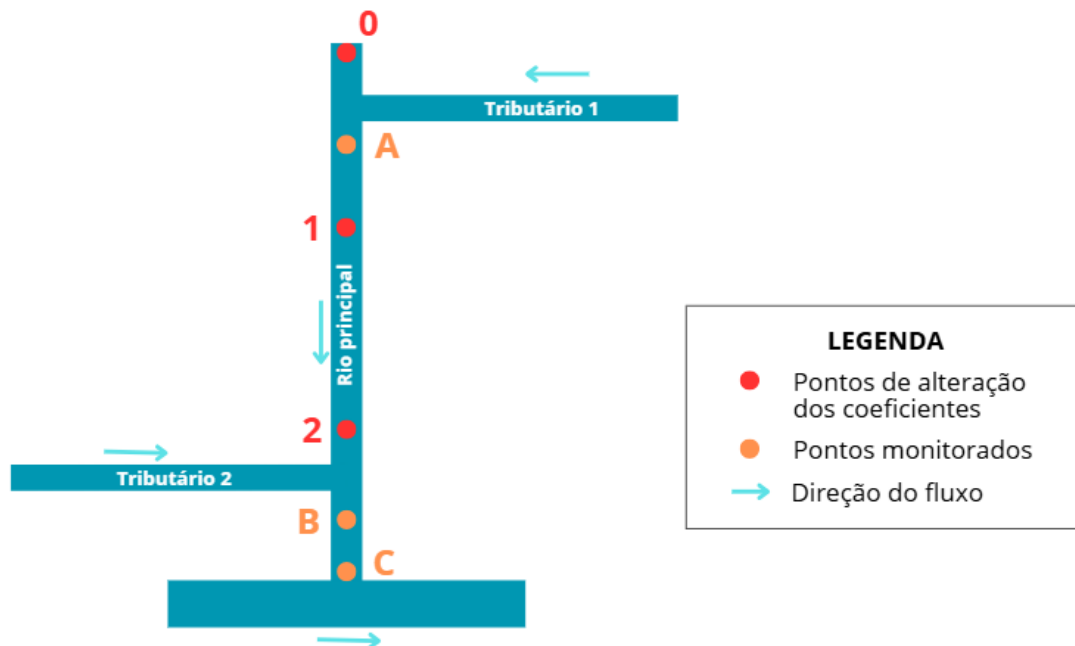 0
Tributário 1
A
1
Rio principal
2
Tributário 2
B
C
LEGENDA
Pontos de alteração
dos coeficientes
Pontos monitorados
Direção do fluxo